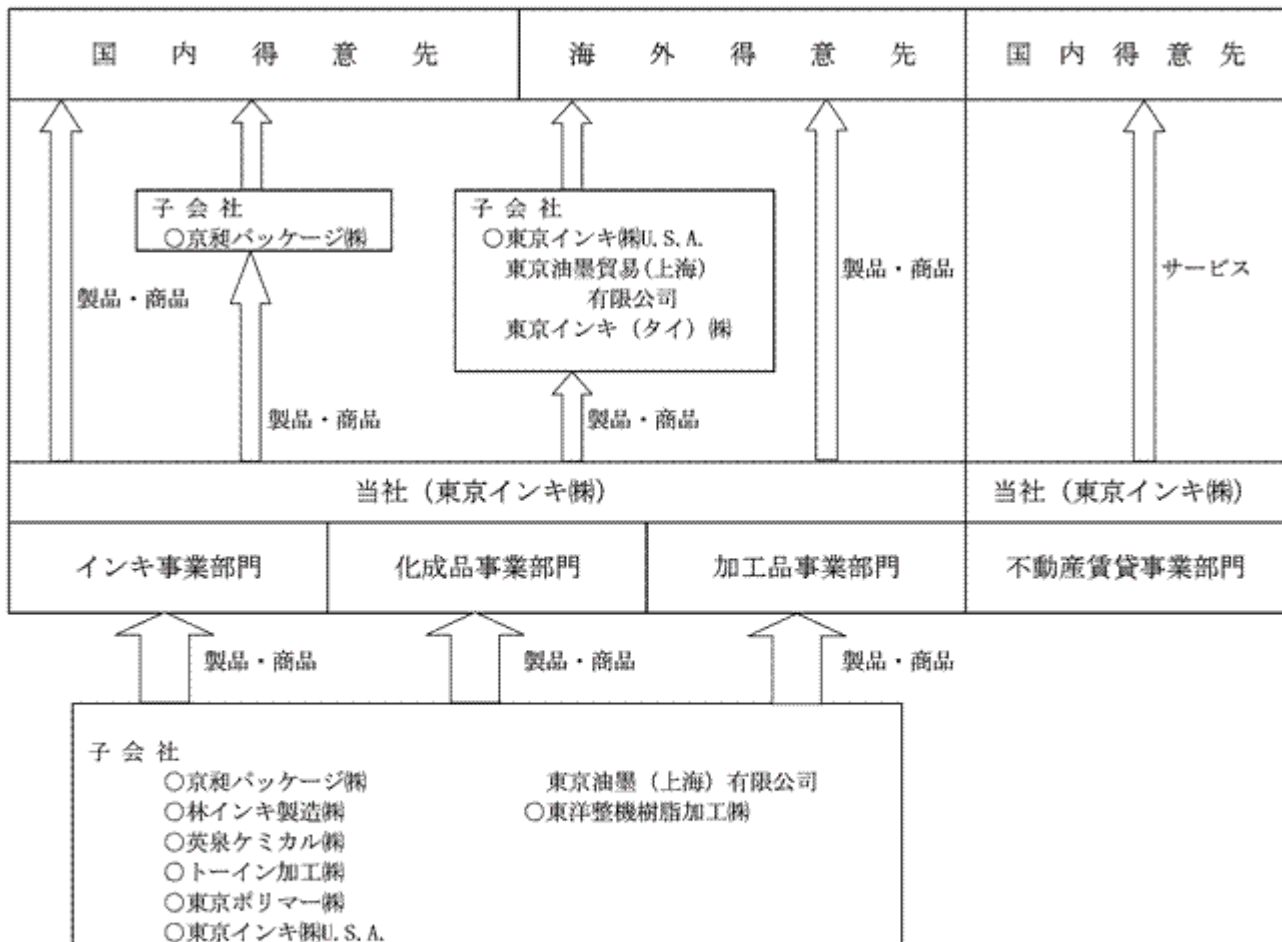 国内得意先
海外得意先
国内得意先
子会社
○京昶パッケージ㈱
子会社
○東京インキ㈱U.S.A.
東京油墨貿易(上海)
有限公司
東京インキ（タイ）㈱
製品・商品
製品・商品
製品・商品
製品・商品
サービス
当社（東京インキ㈱）
当社（東京インキ㈱）
インキ事業部門
化成品事業部門
加工品事業部門
不動産賃貸事業部門
製品・商品
製品・商品
製品・商品
子会社
○京昶パッケージ㈱
○林インキ製造㈱
○英泉ケミカル㈱
○トーイン加工㈱
○東京ポリマー㈱
○東京インキ㈱U.S.A.
東京油墨（上海）有限公司
○東洋整機樹脂加工㈱